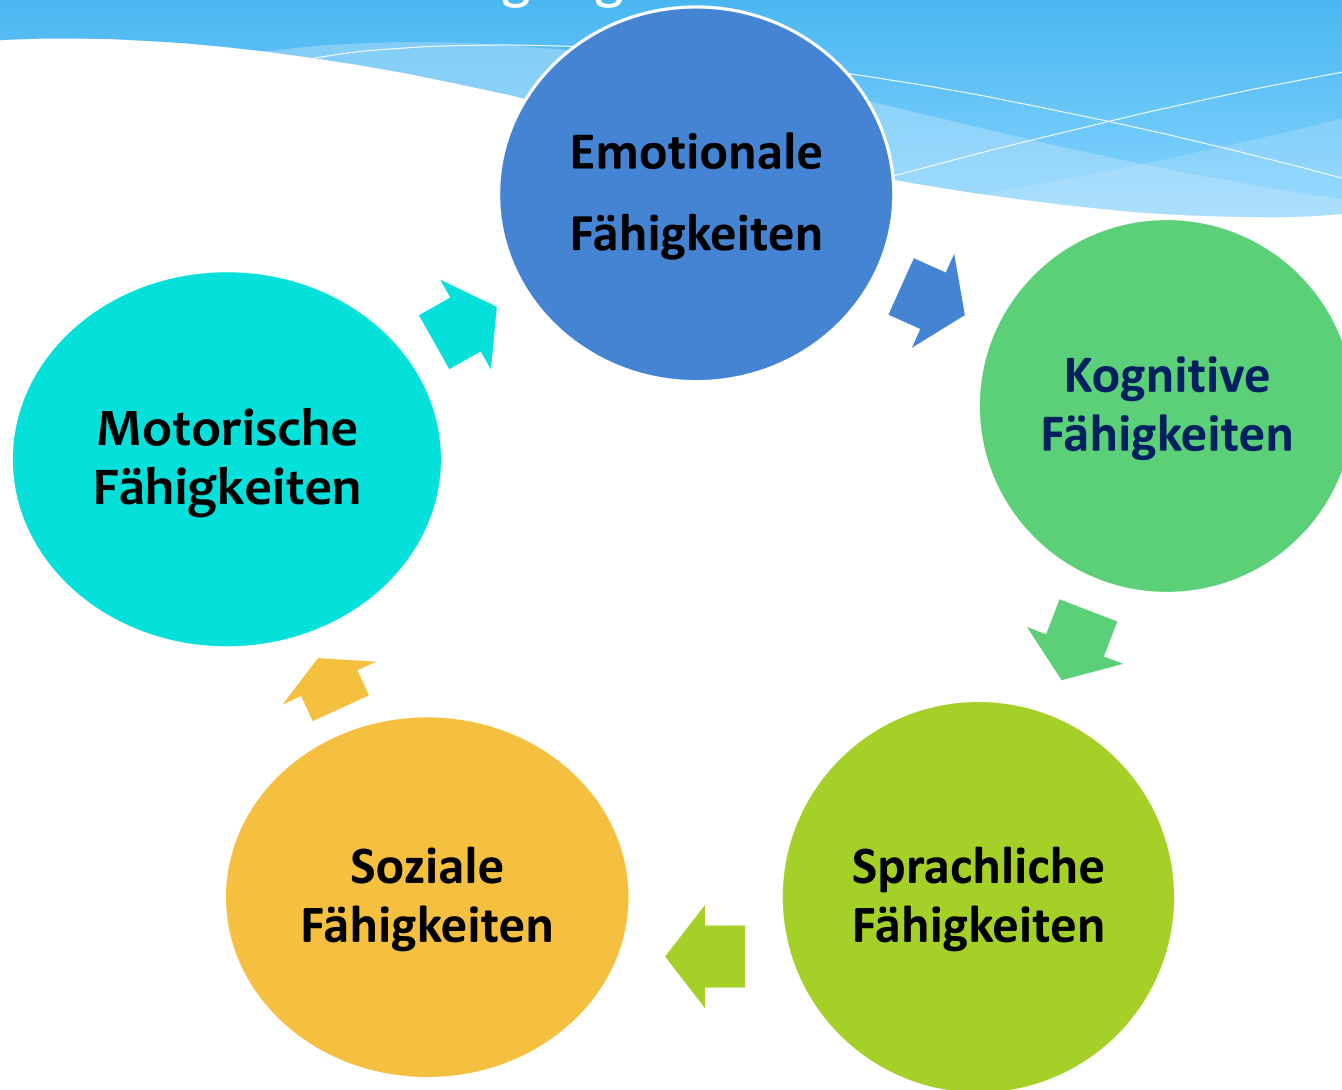 Emotionale
Fähigkeiten
Kognitive
Fähigkeiten
Sprachliche
Fähigkeiten
Soziale
Fähigkeiten
Motorische
Fähigkeiten